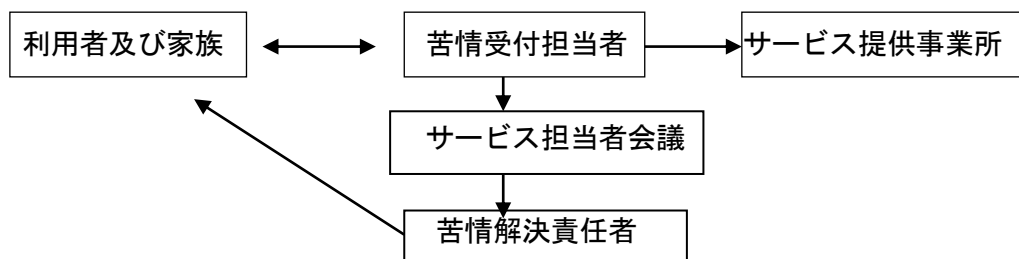 利用者及び家族
苦情受付担当者
サービス提供事業所
サービス担当者会議
苦情解決責任者